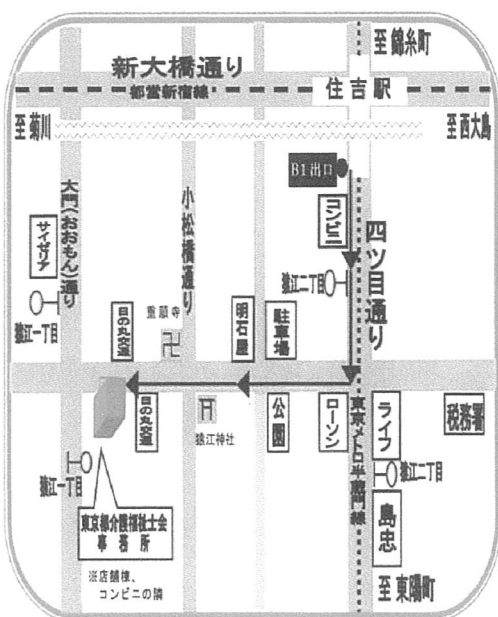 至 錦糸町
新大橋通り
都営新宿線
住吉駅
至 菊川
至 西大島
B1 出口
コンビニ
大門(おおもん)通り
小松橋通り
四ツ目通り
サイゼリア
猿江二丁目
猿江一丁目
日の丸交通
重願寺
明石屋
駐車場
日の丸交通
猿江神社
公園
ローソン
東京メトロ半蔵門線
ライフ
税務署
猿江一丁目
猿江二丁目
島忠
東京都介護福祉士会
事務所
※店舗棟、
コンビニの隣
至 東陽町